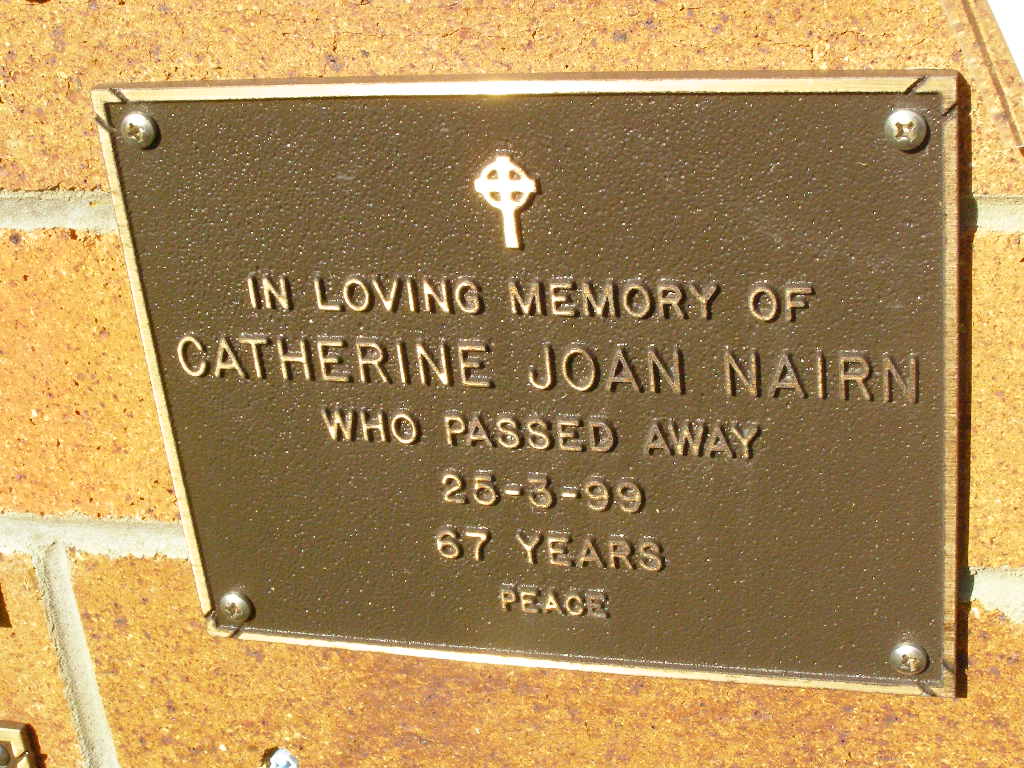 IN LOVING MEMORY OF
CATHERINE JOAN NAIRN
WHO PASSED AWAY
25-3-99
67 YEARS
PEACE